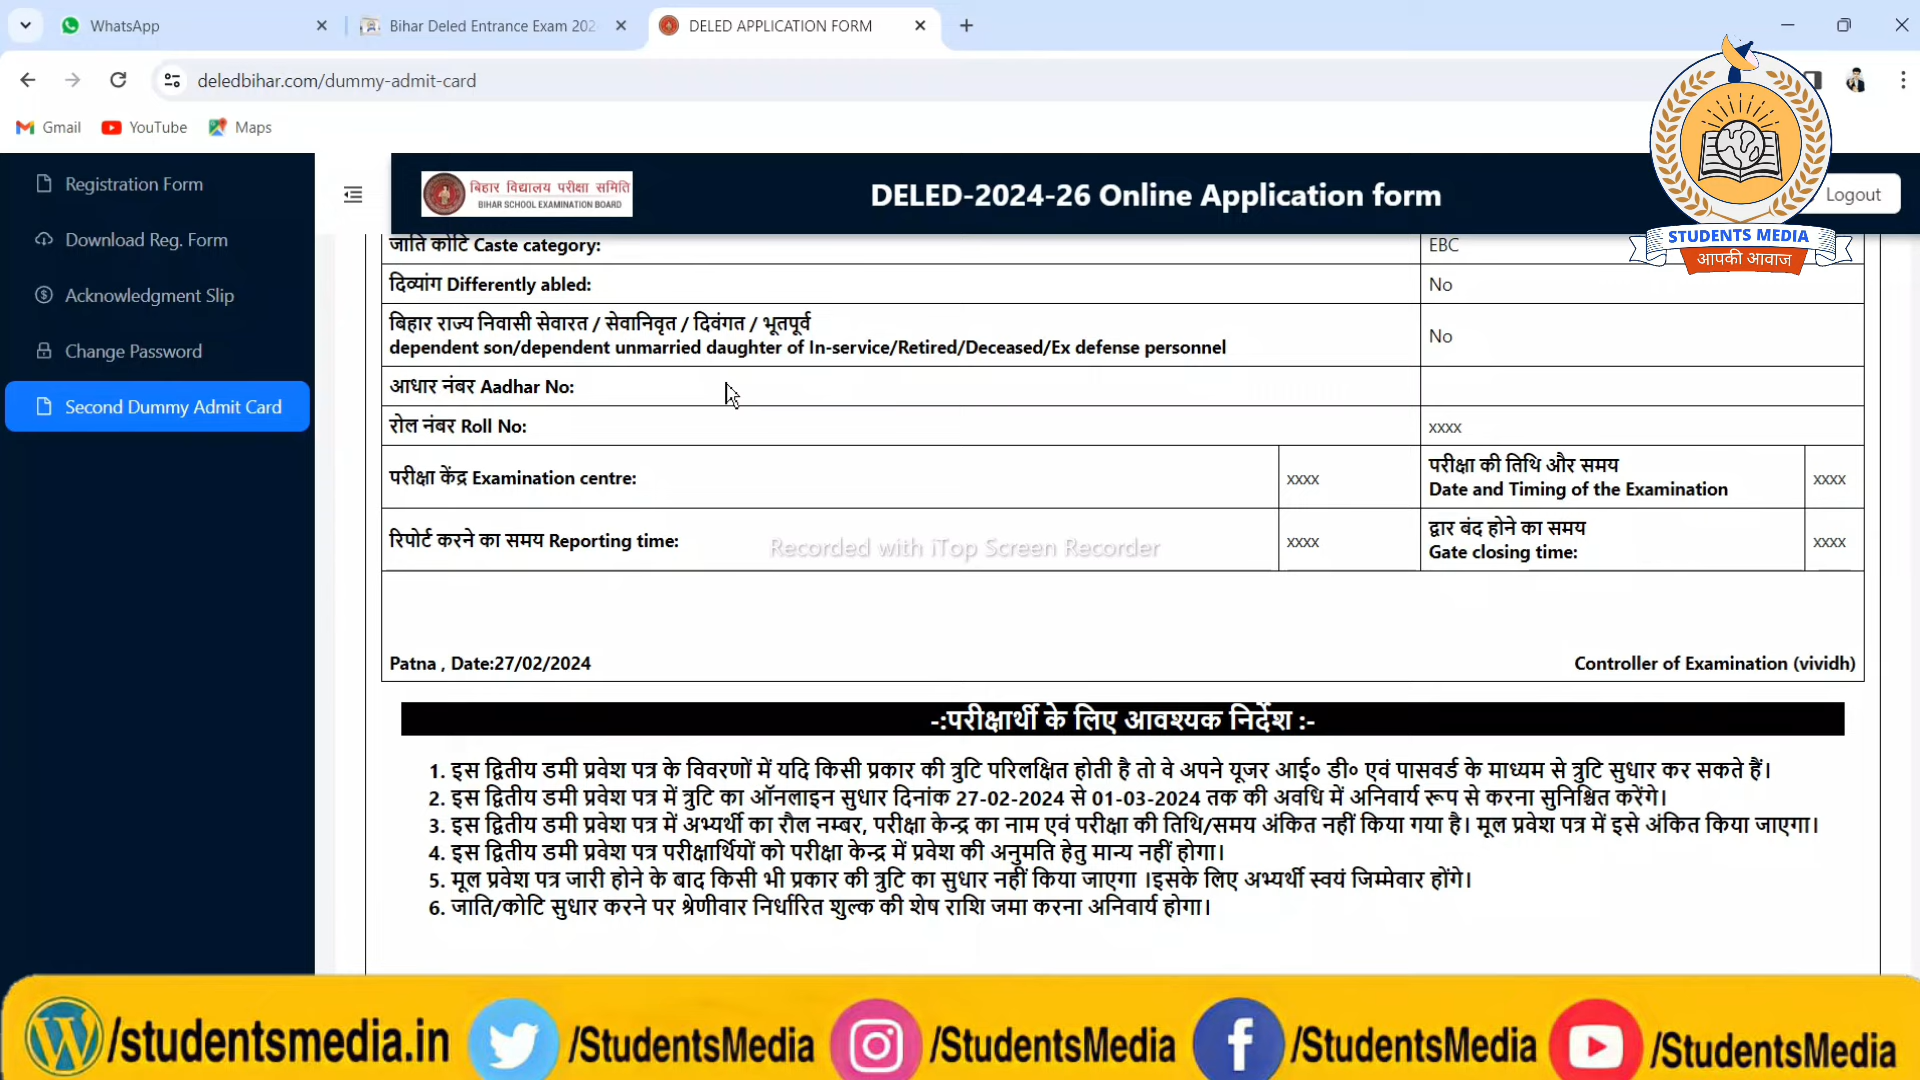 WhatsApp
Bihar Deled Entrance Exam 202
DELED APPLICATION FORM
deledbihar.com/dummy-admit-card
Gmail
YouTube
Maps
STUDENTS MEDIA
आपकी आवाज
Registration Form
Download Reg. Form
Acknowledgment Slip
Change Password
Second Dummy Admit Card
बिहार विद्यालय परीक्षा समिति
BIHAR SCHOOL EXAMINATION BOARD
DELED-2024-26 Online Application form
Logout
जाति कोटि Caste category:
EBC
दिव्यांग Differently abled:
No
बिहार राज्य निवासी सेवारत / सेवानिवृत / दिवंगत / भूतपूर्व
dependent son/dependent unmarried daughter of In-service/Retired/Deceased/Ex defense personnel
No
आधार नंबर Aadhar No:
रोल नंबर Roll No:
xxxx
परीक्षा केंद्र Examination centre:
xxxx
परीक्षा की तिथि और समय
Date and Timing of the Examination
xxxx
रिपोर्ट करने का समय Reporting time:
xxxx
द्वार बंद होने का समय
Gate closing time:
xxxx
Recorded with iTop Screen Recorder
Patna , Date:27/02/2024
Controller of Examination (vividh)
-:परीक्षार्थी के लिए आवश्यक निर्देश :-
1. इस द्वितीय डमी प्रवेश पत्र के विवरणों में यदि किसी प्रकार की त्रुटि परिलक्षित होती है तो वे अपने यूजर आई० डी० एवं पासवर्ड के माध्यम से त्रुटि सुधार कर सकते हैं।
2. इस द्वितीय डमी प्रवेश पत्र में त्रुटि का ऑनलाइन सुधार दिनांक 27-02-2024 से 01-03-2024 तक की अवधि में अनिवार्य रूप से करना सुनिश्चित करेंगे।
3. इस द्वितीय डमी प्रवेश पत्र में अभ्यर्थी का रौल नम्बर, परीक्षा केन्द्र का नाम एवं परीक्षा की तिथि/समय अंकित नहीं किया गया है। मूल प्रवेश पत्र में इसे अंकित किया जाएगा।
4. इस द्वितीय डमी प्रवेश पत्र परीक्षार्थियों को परीक्षा केन्द्र में प्रवेश की अनुमति हेतु मान्य नहीं होगा।
5. मूल प्रवेश पत्र जारी होने के बाद किसी भी प्रकार की त्रुटि का सुधार नहीं किया जाएगा ।इसके लिए अभ्यर्थी स्वयं जिम्मेवार होंगे।
6. जाति/कोटि सुधार करने पर श्रेणीवार निर्धारित शुल्क की शेष राशि जमा करना अनिवार्य होगा।
/studentsmedia.in
/StudentsMedia
/StudentsMedia
/StudentsMedia
/StudentsMedia